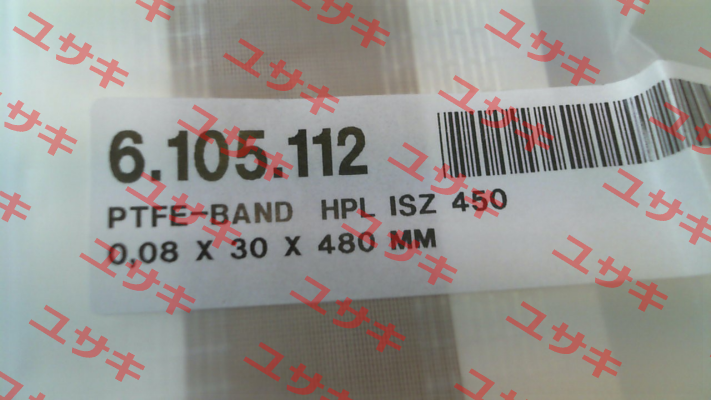 6.105.112
PTFE-BAND HPL ISZ 450
0,08 X 30 X 480 MM
ユサキ